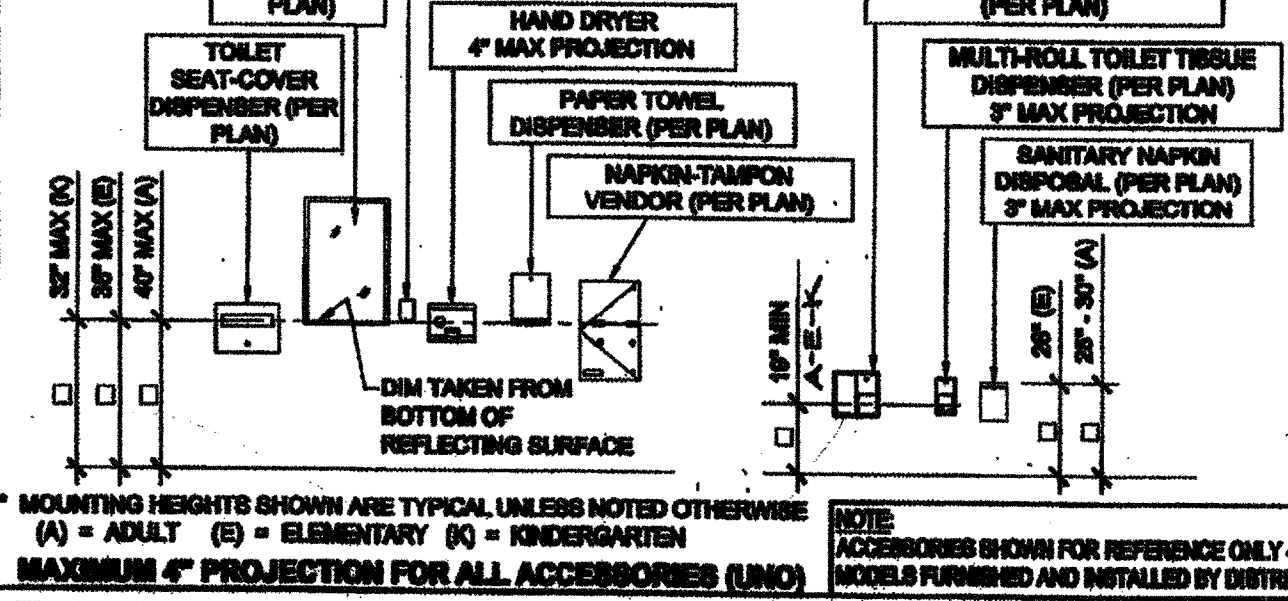 PLAN)
HAND DRYER
4" MAX PROJECTION
(PER PLAN)
TOILET
SEAT-COVER
DISPENSER (PER
PLAN)
MULTI-ROLL TOILET TISSUE
DISPENSER (PER PLAN)
3" MAX PROJECTION
PAPER TOWEL
DISPENSER (PER PLAN)
SANITARY NAPKIN
DISPOSAL (PER PLAN)
3" MAX PROJECTION
NAPKIN-TAMPON
VENDOR (PER PLAN)
32" MAX (K)
36" MAX (E)
40" MAX (A)
19" MIN
A - E - K
26" (E)
28" - 30" (A)
DIM TAKEN FROM
BOTTOM OF
REFLECTING SURFACE
* MOUNTING HEIGHTS SHOWN ARE TYPICAL UNLESS NOTED OTHERWISE
(A) = ADULT (E) = ELEMENTARY (K) = KINDERGARTEN
MAXIMUM 4" PROJECTION FOR ALL ACCESSORIES (UNO)
NOTE:
ACCESSORIES SHOWN FOR REFERENCE ONLY -
MODELS FURNISHED AND INSTALLED BY DISTRI